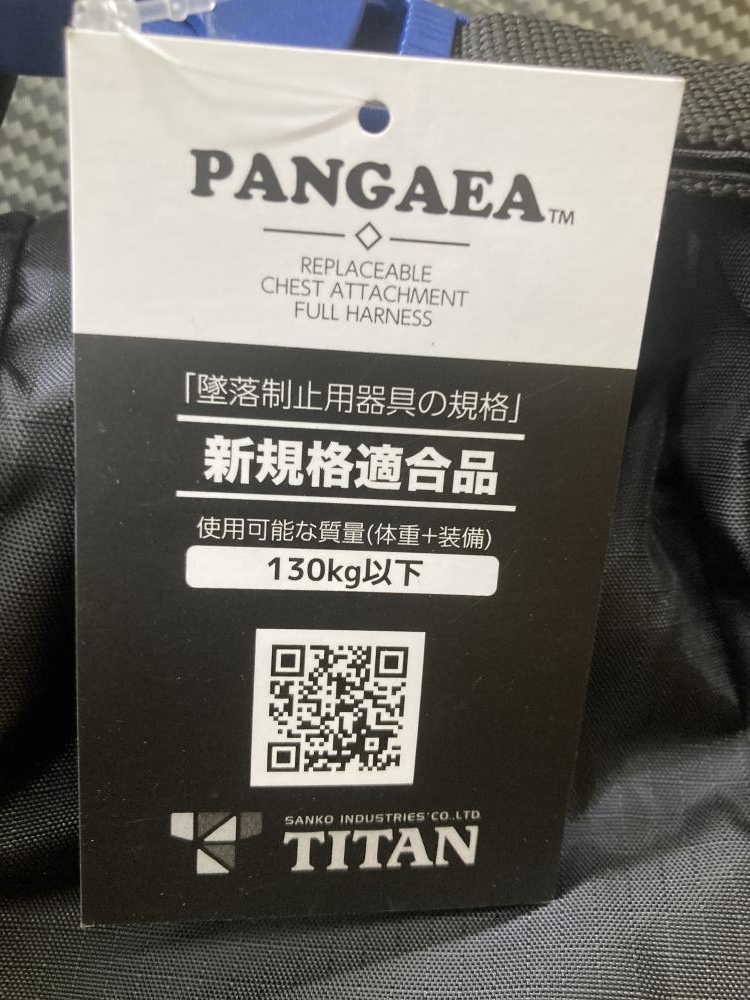 PANGAEA™
REPLACEABLE
CHEST ATTACHMENT
FULL HARNESS
「墜落制止用器具の規格」
新規格適合品
使用可能な質量(体重+装備)
130kg以下
SANKO INDUSTRIES CO.,LTD.
TITAN